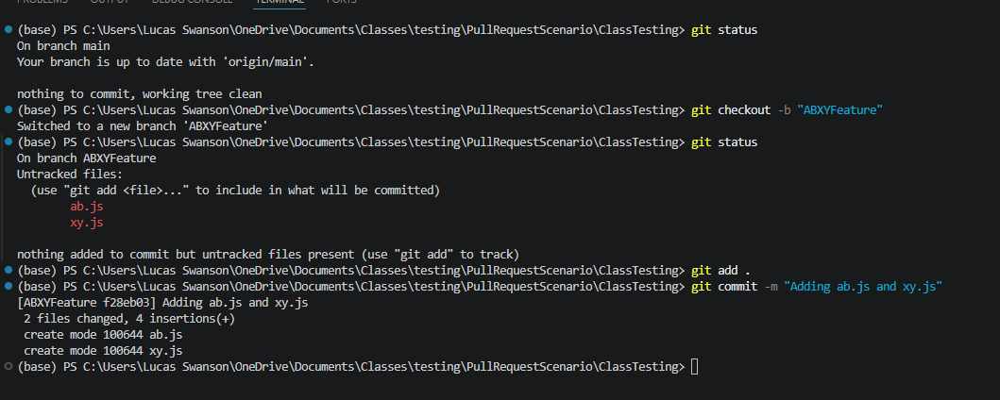 PROBLEMS OUTPUT DEBUG CONSOLE TERMINAL PORTS
(base) PS C:\Users\Lucas Swanson\OneDrive\Documents\Classes\testing\PullRequestScenario\ClassTesting> git status
On branch main
Your branch is up to date with 'origin/main'.
nothing to commit, working tree clean
(base) PS C:\Users\Lucas Swanson\OneDrive\Documents\Classes\testing\PullRequestScenario\ClassTesting> git checkout -b "ABXYFeature"
Switched to a new branch 'ABXYFeature'
(base) PS C:\Users\Lucas Swanson\OneDrive\Documents\Classes\testing\PullRequestScenario\ClassTesting> git status
On branch ABXYFeature
Untracked files:
  (use "git add <file>..." to include in what will be committed)
        ab.js
        xy.js
nothing added to commit but untracked files present (use "git add" to track)
(base) PS C:\Users\Lucas Swanson\OneDrive\Documents\Classes\testing\PullRequestScenario\ClassTesting> git add .
(base) PS C:\Users\Lucas Swanson\OneDrive\Documents\Classes\testing\PullRequestScenario\ClassTesting> git commit -m "Adding ab.js and xy.js"
[ABXYFeature f28eb03] Adding ab.js and xy.js
 2 files changed, 4 insertions(+)
 create mode 100644 ab.js
 create mode 100644 xy.js
(base) PS C:\Users\Lucas Swanson\OneDrive\Documents\Classes\testing\PullRequestScenario\ClassTesting>